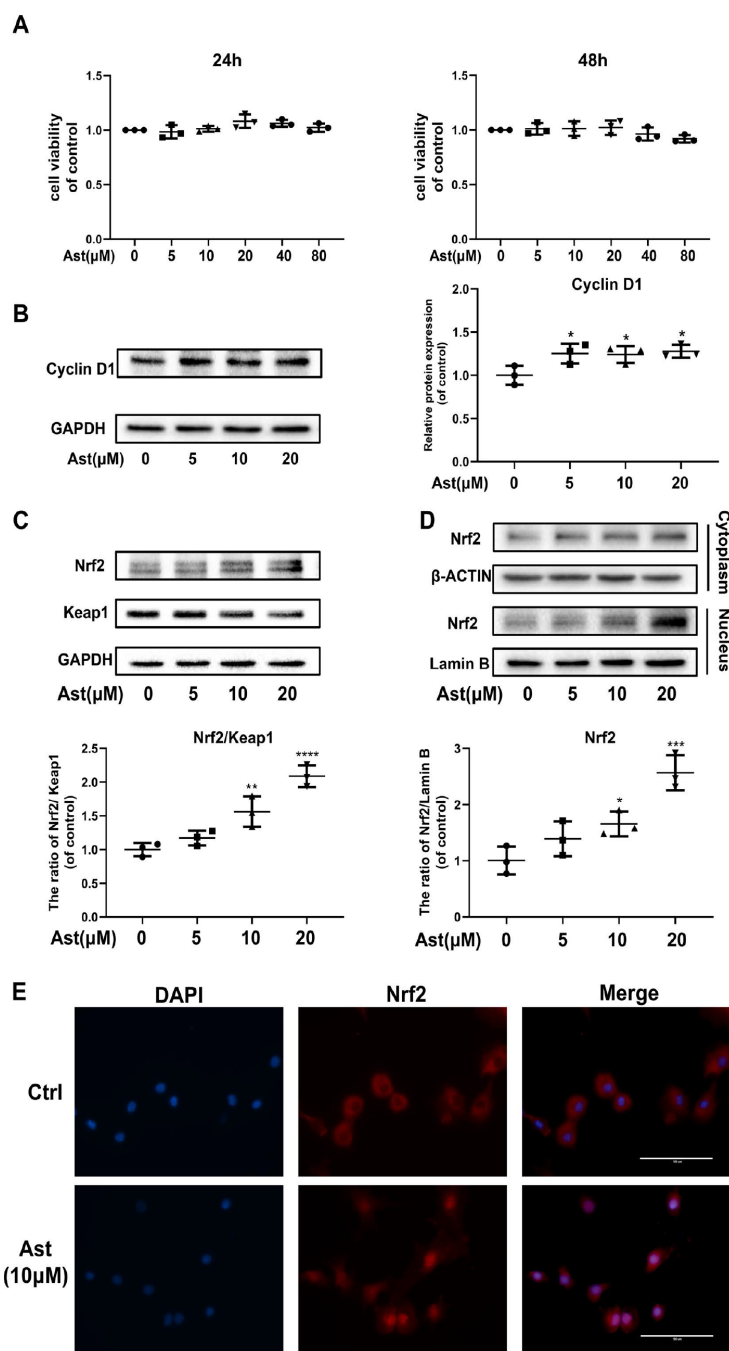 A
24h
48h
cell viability
of control
1.5
1.0
0.5
0.0
Ast(μM) 0 5 10 20 40 80
cell viability
of control
1.5
1.0
0.5
0.0
Ast(μM) 0 5 10 20 40 80
B
Cyclin D1
GAPDH
Ast(μM) 0 5 10 20
Cyclin D1
Relative protein expression
(of control)
2.0
1.5
1.0
0.5
0.0
* * *
Ast(μM) 0 5 10 20
C
Nrf2
Keap1
GAPDH
Ast(μM) 0 5 10 20
Nrf2/Keap1
The ratio of Nrf2/ Keap1
(of control)
2.5
2.0
1.5
1.0
0.5
0.0
** ****
Ast(μM) 0 5 10 20
D
Nrf2
β-ACTIN
Cytoplasm
Nrf2
Lamin B
Nucleus
Ast(μM) 0 5 10 20
Nrf2
The ratio of Nrf2/Lamin B
(of control)
3
2
1
0
* ***
Ast(μM) 0 5 10 20
E
DAPI Nrf2 Merge
Ctrl
Ast
(10μM)